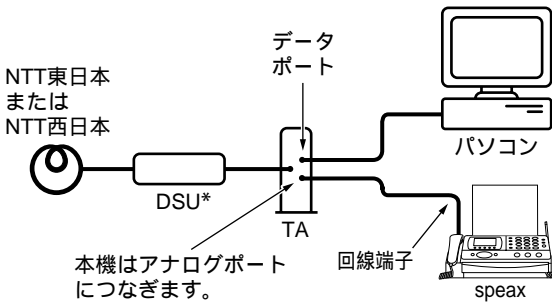 データ
ポート
NTT東日本
または
NTT西日本
パソコン
DSU*
TA
本機はアナログポート
につなぎます。
回線端子
speax